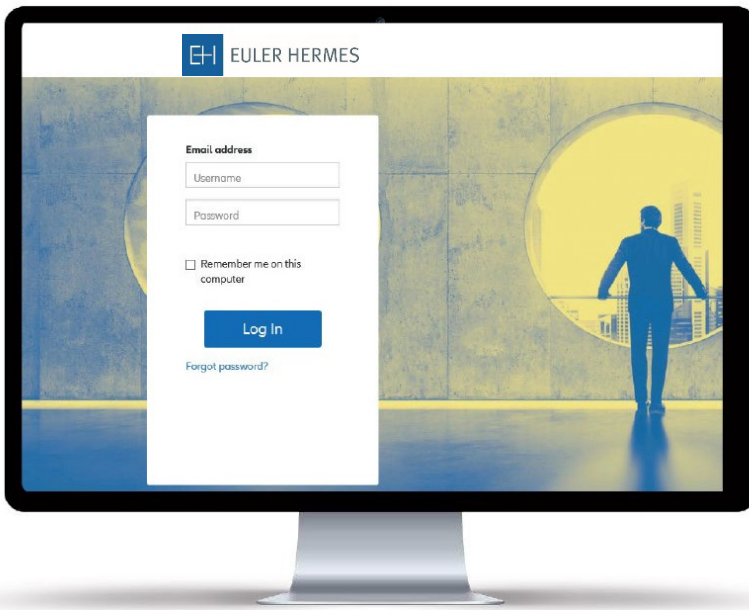 EH EULER HERMES
Email address
Username
Password
Remember me on this
computer
Log In
Forgot password?